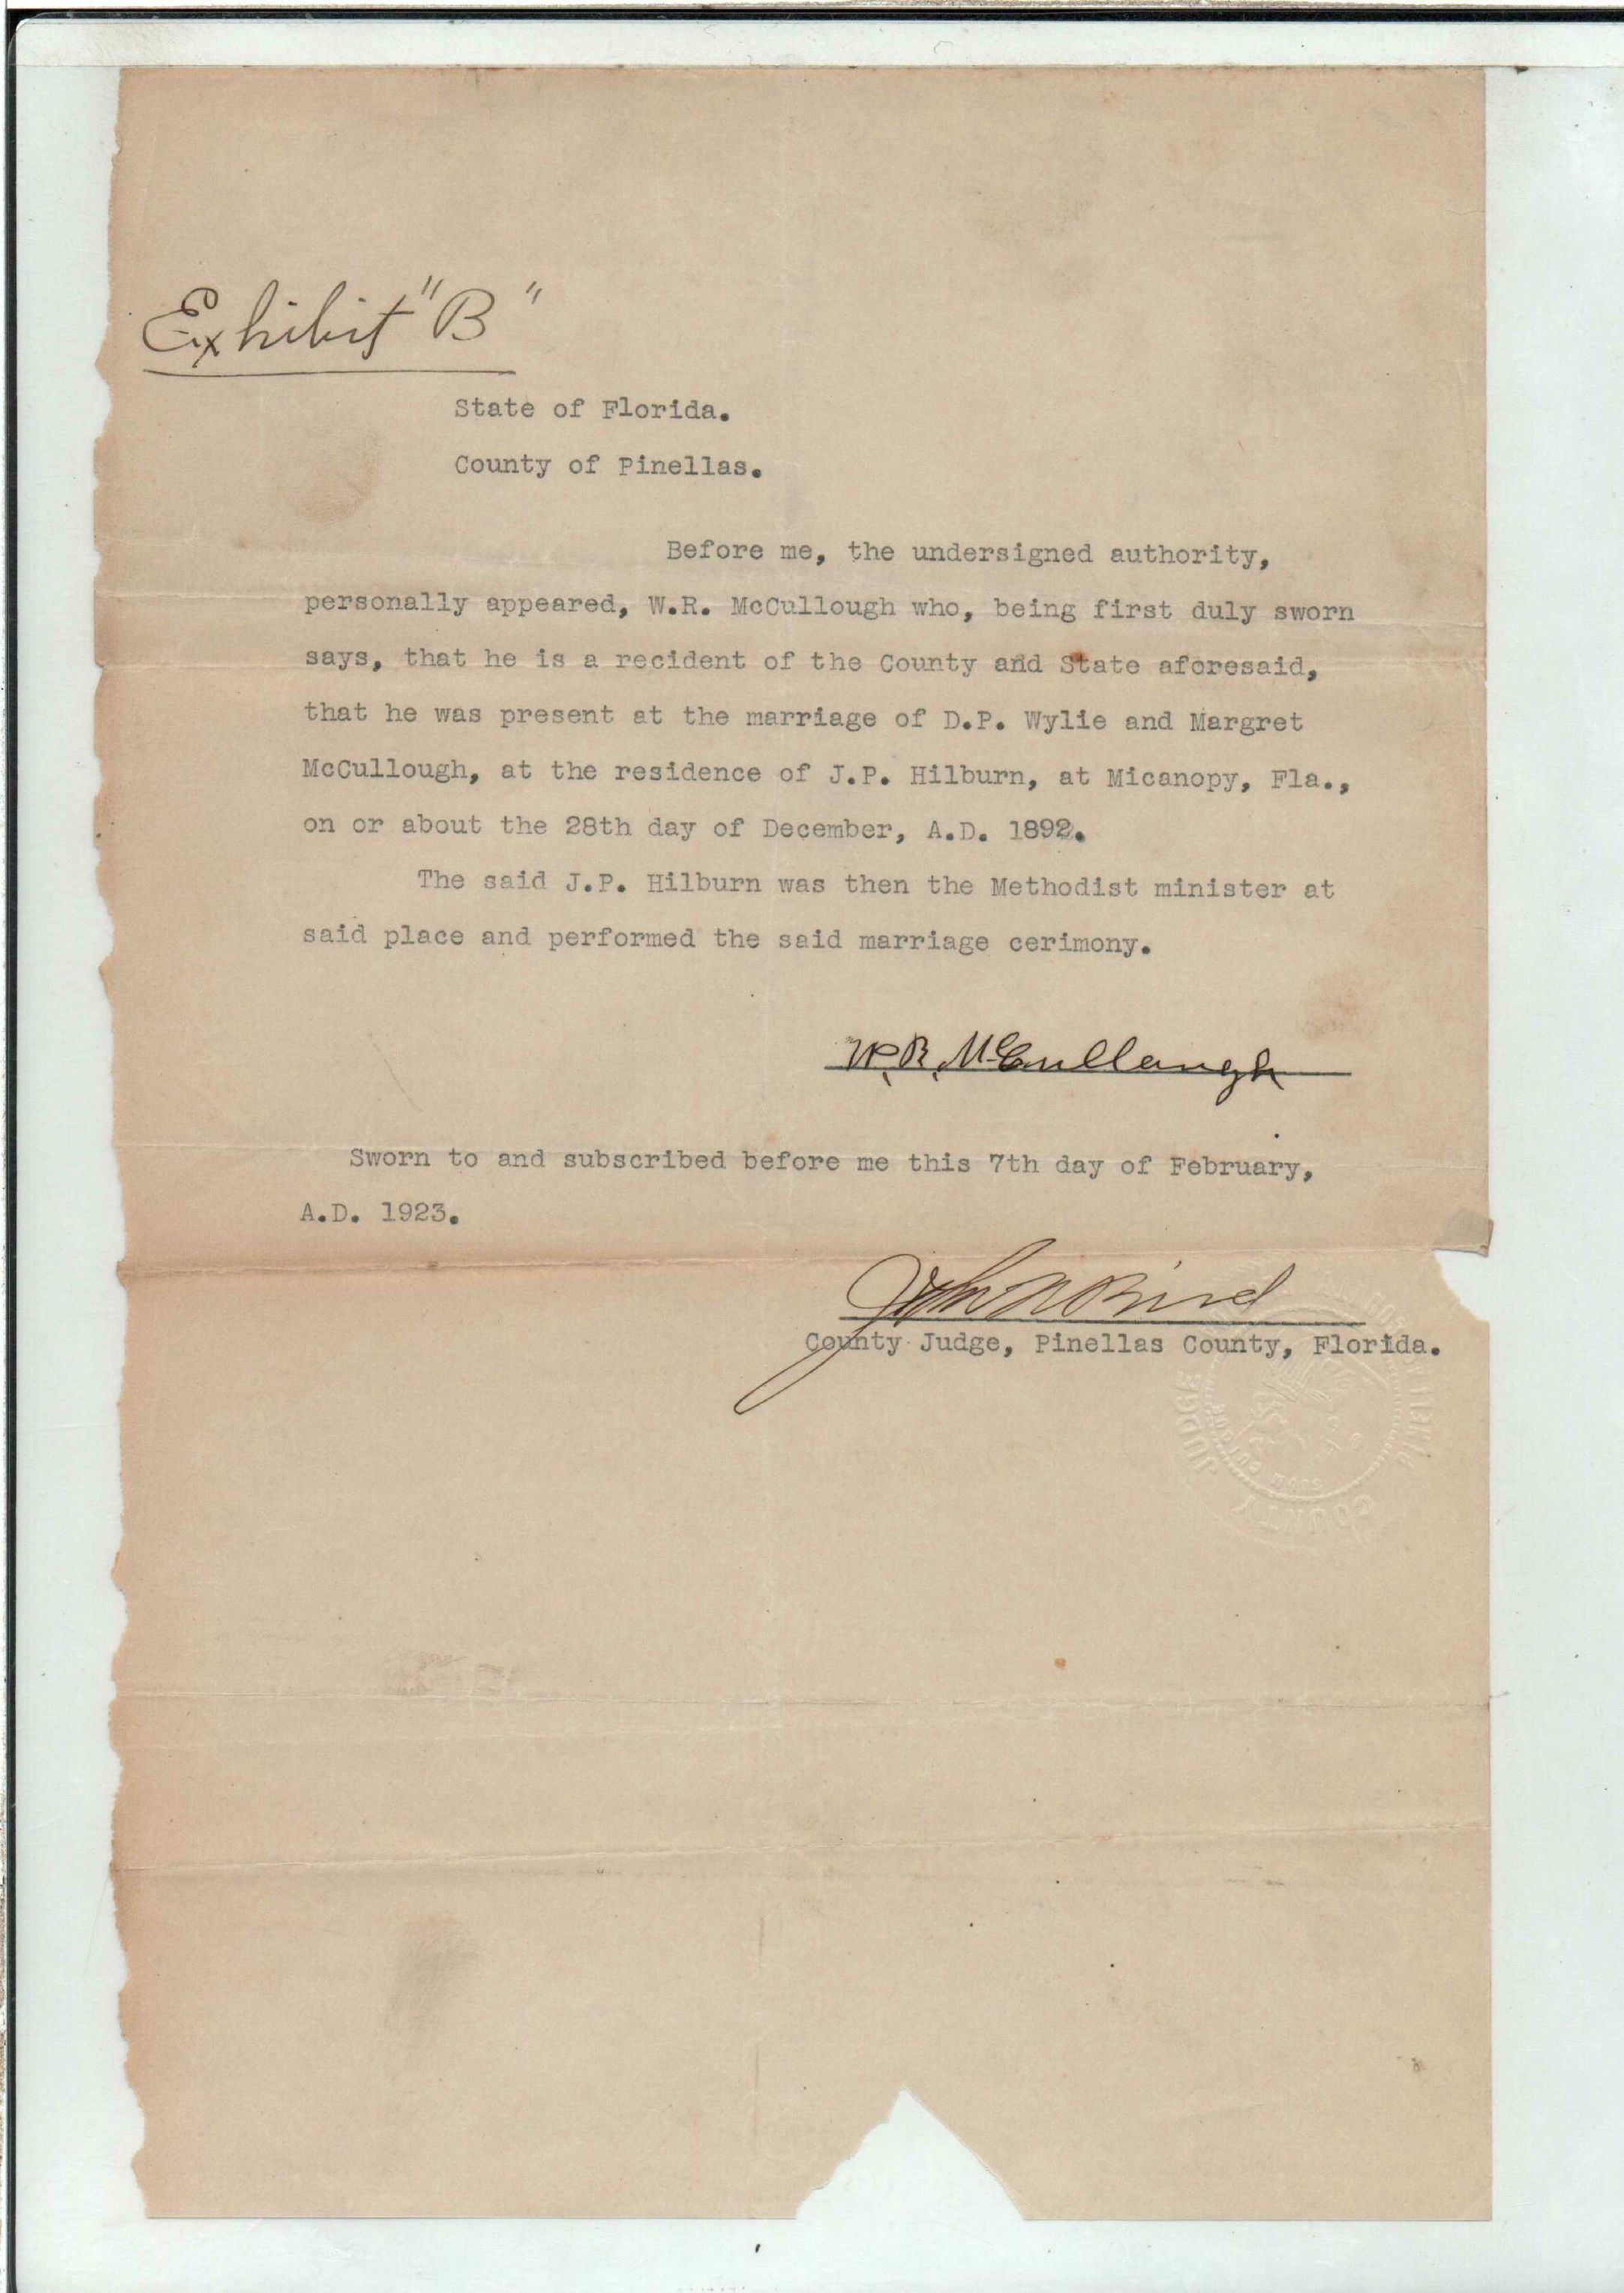 Exhibit "B"
State of Florida.
County of Pinellas.
Before me, the undersigned authority,
personally appeared, W.R. McCullough who, being first duly sworn
says, that he is a recident of the County and State aforesaid,
that he was present at the marriage of D.P. Wylie and Margret
McCullough, at the residence of J.P. Hilburn, at Micanopy, Fla.,
on or about the 28th day of December, A.D. 1892.
The said J.P. Hilburn was then the Methodist minister at
said place and performed the said marriage cerimony.
W.R. McCullough
Sworn to and subscribed before me this 7th day of February,
A.D. 1923.
John N Bird
County Judge, Pinellas County, Florida.
COUNTY JUDGE